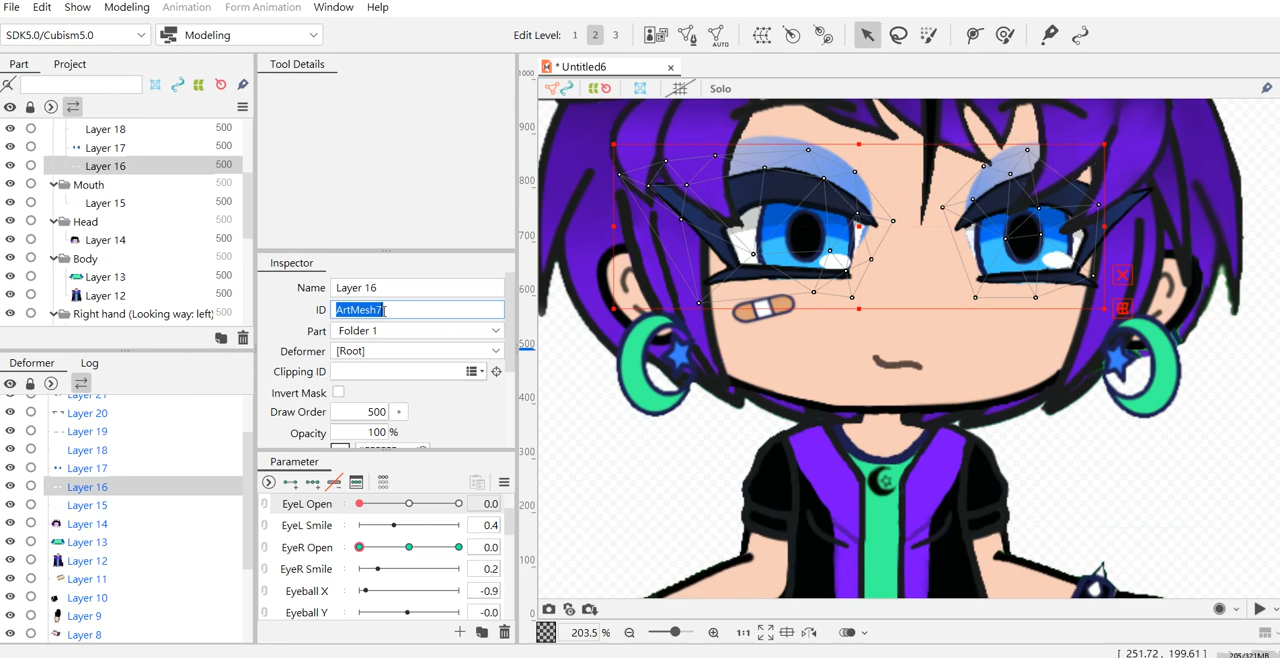 File Edit Show Modeling Animation Form Animation Window Help
SDK5.0/Cubism5.0 Modeling Edit Level: 1 2 3 AUTO
Part Project
Tool Details
* Untitled6
Solo
Layer 18 500
Layer 17 500
Layer 16 500
Mouth 500
Layer 15 500
Head 500
Layer 14 500
Body 500
Layer 13 500
Layer 12 500
Right hand (Looking way: left) 500
Inspector
Name Layer 16
ID ArtMesh7
Part Folder 1
Deformer [Root]
Clipping ID
Invert Mask
Draw Order 500
Opacity 100 %
Deformer Log
Layer 21
Layer 20
Layer 19
Layer 18
Layer 17
Layer 16
Layer 15
Layer 14
Layer 13
Layer 12
Layer 11
Layer 10
Layer 9
Layer 8
Parameter
EyeL Open 0.0
EyeL Smile 0.4
EyeR Open 0.0
EyeR Smile 0.2
Eyeball X -0.9
Eyeball Y -0.0
1000
900
800
700
600
500
400
300
200
100
0
203.5 % 1:1
[ 251.72 , 199.61] 205/321MB